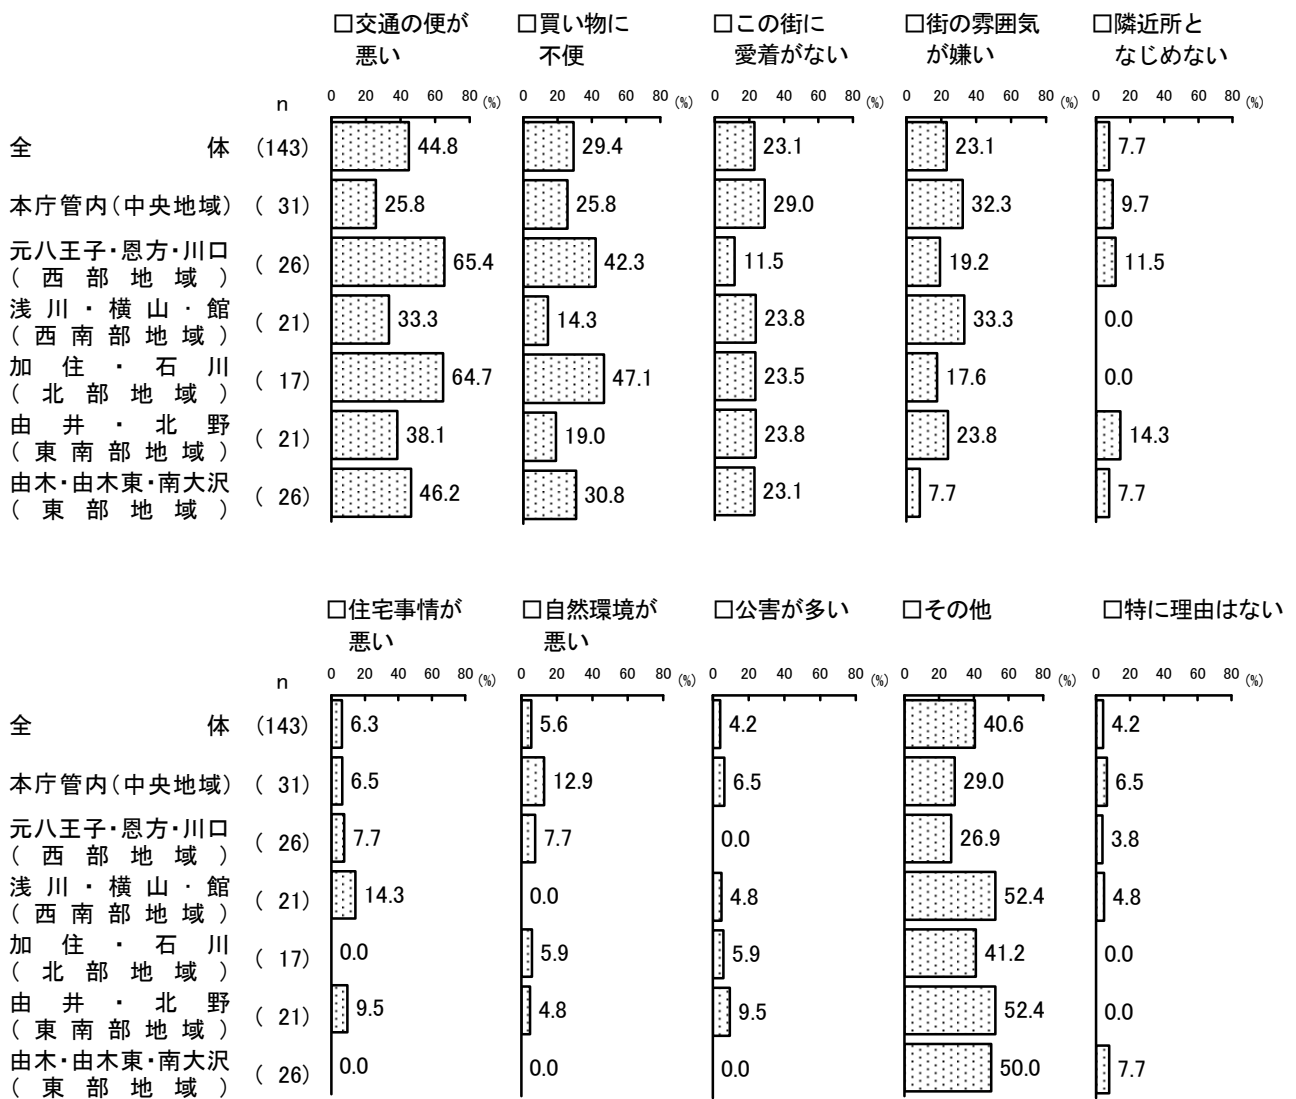 □交通の便が □買い物に □この街に □街の雰囲気 □隣近所と
悪い 不便 愛着がない が嫌い なじめない
n 0 20 40 60 80 (%) 0 20 40 60 80 (%) 0 20 40 60 80 (%) 0 20 40 60 80 (%) 0 20 40 60 80 (%)
全体 (143) 44.8 29.4 23.1 23.1 7.7
本庁管内(中央地域) ( 31) 25.8 25.8 29.0 32.3 9.7
元八王子・恩方・川口
(西部地域) ( 26) 65.4 42.3 11.5 19.2 11.5
浅川・横山・館
(西南部地域) ( 21) 33.3 14.3 23.8 33.3 0.0
加住・石川
(北部地域) ( 17) 64.7 47.1 23.5 17.6 0.0
由井・北野
(東南部地域) ( 21) 38.1 19.0 23.8 23.8 14.3
由木・由木東・南大沢
(東部地域) ( 26) 46.2 30.8 23.1 7.7 7.7
□住宅事情が □自然環境が □公害が多い □その他 □特に理由はない
悪い 悪い
n 0 20 40 60 80 (%) 0 20 40 60 80 (%) 0 20 40 60 80 (%) 0 20 40 60 80 (%) 0 20 40 60 80 (%)
全体 (143) 6.3 5.6 4.2 40.6 4.2
本庁管内(中央地域) ( 31) 6.5 12.9 6.5 29.0 6.5
元八王子・恩方・川口
(西部地域) ( 26) 7.7 7.7 0.0 26.9 3.8
浅川・横山・館
(西南部地域) ( 21) 14.3 0.0 4.8 52.4 4.8
加住・石川
(北部地域) ( 17) 0.0 5.9 5.9 41.2 0.0
由井・北野
(東南部地域) ( 21) 9.5 4.8 9.5 52.4 0.0
由木・由木東・南大沢
(東部地域) ( 26) 0.0 0.0 0.0 50.0 7.7